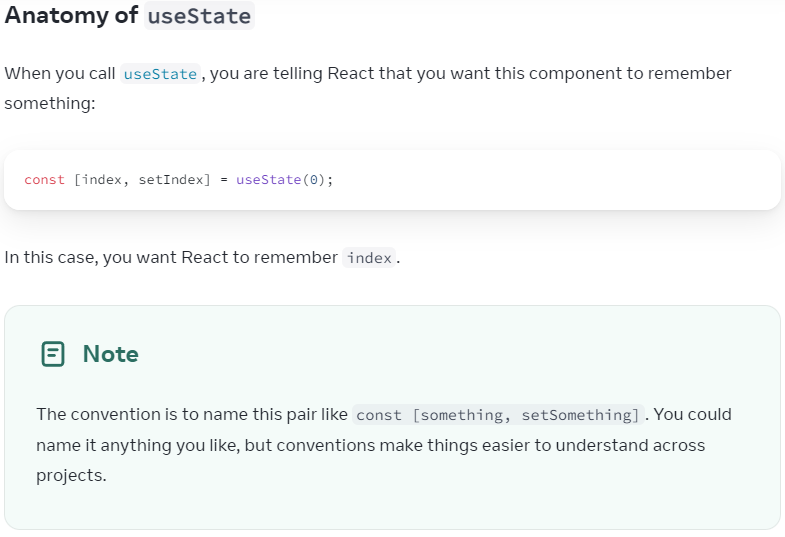 Anatomy of useState
When you call useState, you are telling React that you want this component to remember
something:
const [index, setIndex] = useState(0);
In this case, you want React to remember index.
Note
The convention is to name this pair like const [something, setSomething]. You could
name it anything you like, but conventions make things easier to understand across
projects.